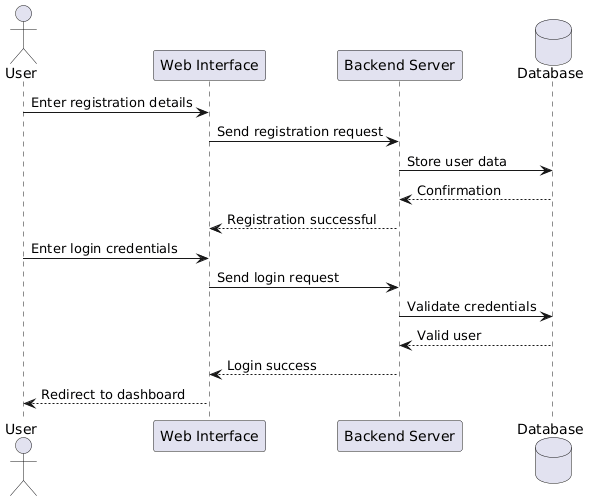 User
Web Interface
Backend Server
Database
Enter registration details
Send registration request
Store user data
Confirmation
Registration successful
Enter login credentials
Send login request
Validate credentials
Valid user
Login success
Redirect to dashboard
User
Web Interface
Backend Server
Database